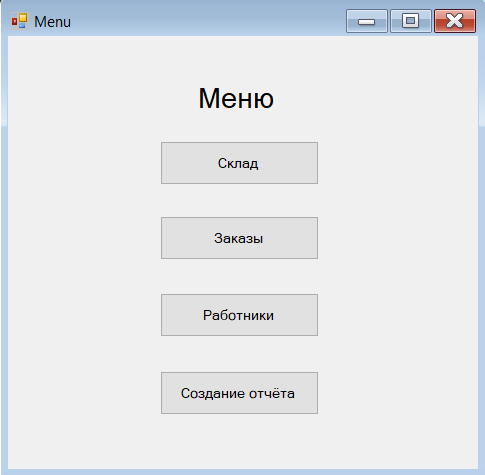 Menu
Меню
Склад
Заказы
Работники
Создание отчёта